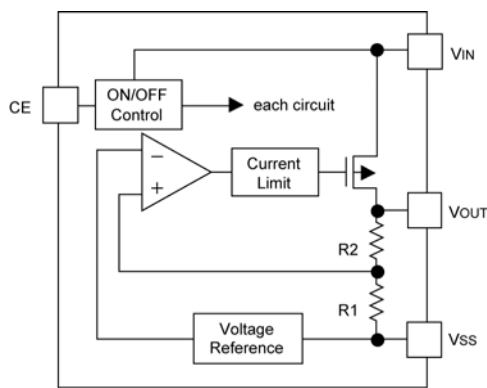 VIN
CE
ON/OFF
Control
each circuit
−
+
Current
Limit
VOUT
R2
R1
Voltage
Reference
VSS